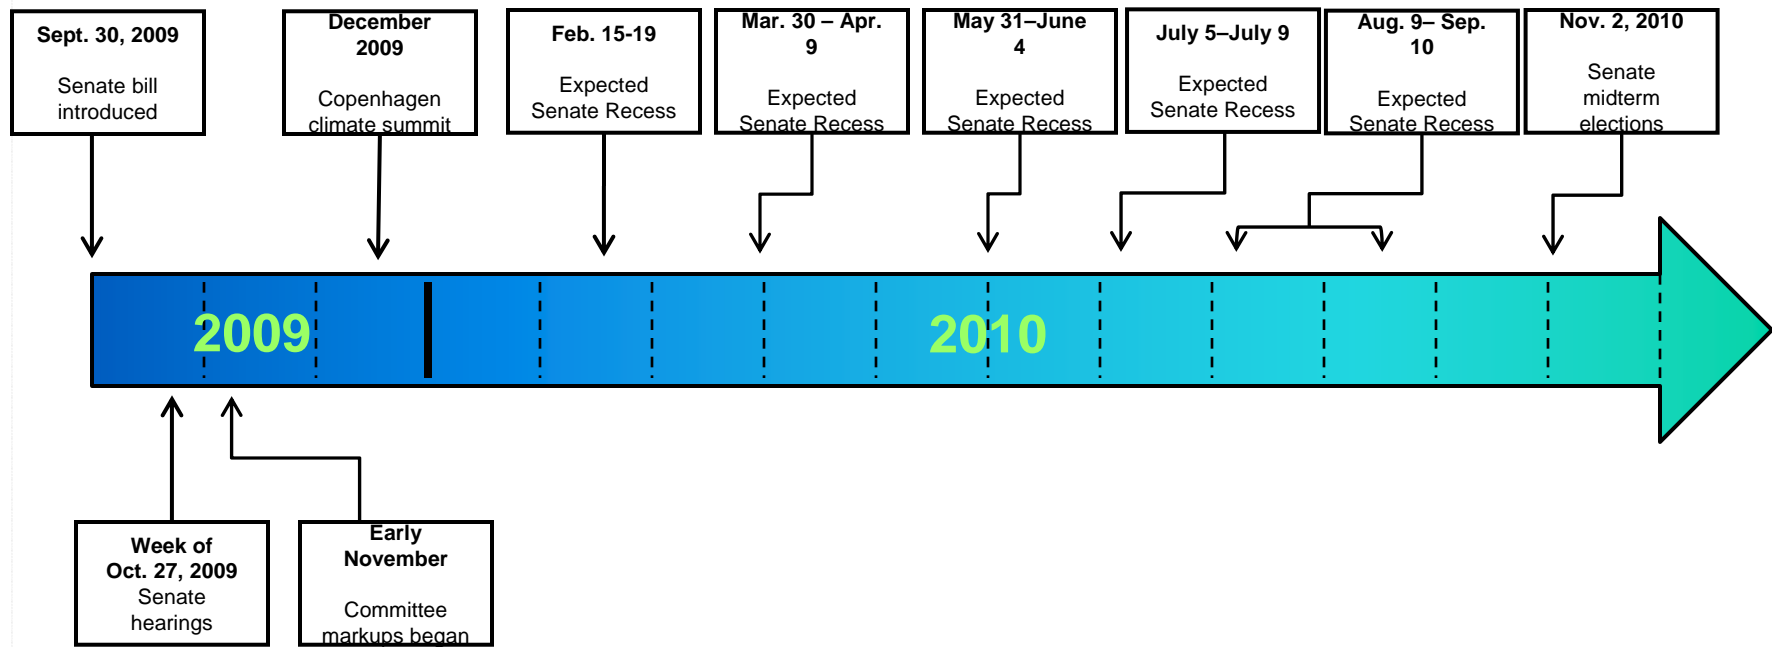 Sept. 30, 2009
Senate bill
introduced
December
2009
Copenhagen
climate summit
Feb. 15-19
Expected
Senate Recess
Mar. 30 – Apr.
9
Expected
Senate Recess
May 31–June
4
Expected
Senate Recess
July 5–July 9
Expected
Senate Recess
Aug. 9– Sep.
10
Expected
Senate Recess
Nov. 2, 2010
Senate
midterm
elections
2009
2010
Week of
Oct. 27, 2009
Senate
hearings
Early
November
Committee
markups began